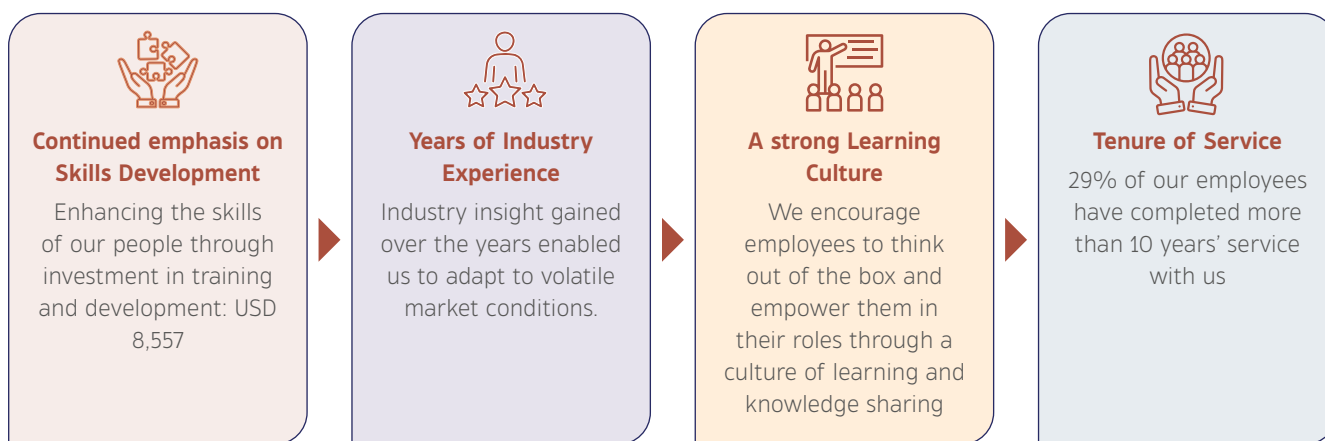 Continued emphasis on
Skills Development
Enhancing the skills
of our people through
investment in training
and development: USD
8,557
Years of Industry
Experience
Industry insight gained
over the years enabled
us to adapt to volatile
market conditions.
A strong Learning
Culture
We encourage
employees to think
out of the box and
empower them in
their roles through a
culture of learning and
knowledge sharing
Tenure of Service
29% of our employees
have completed more
than 10 years’ service
with us